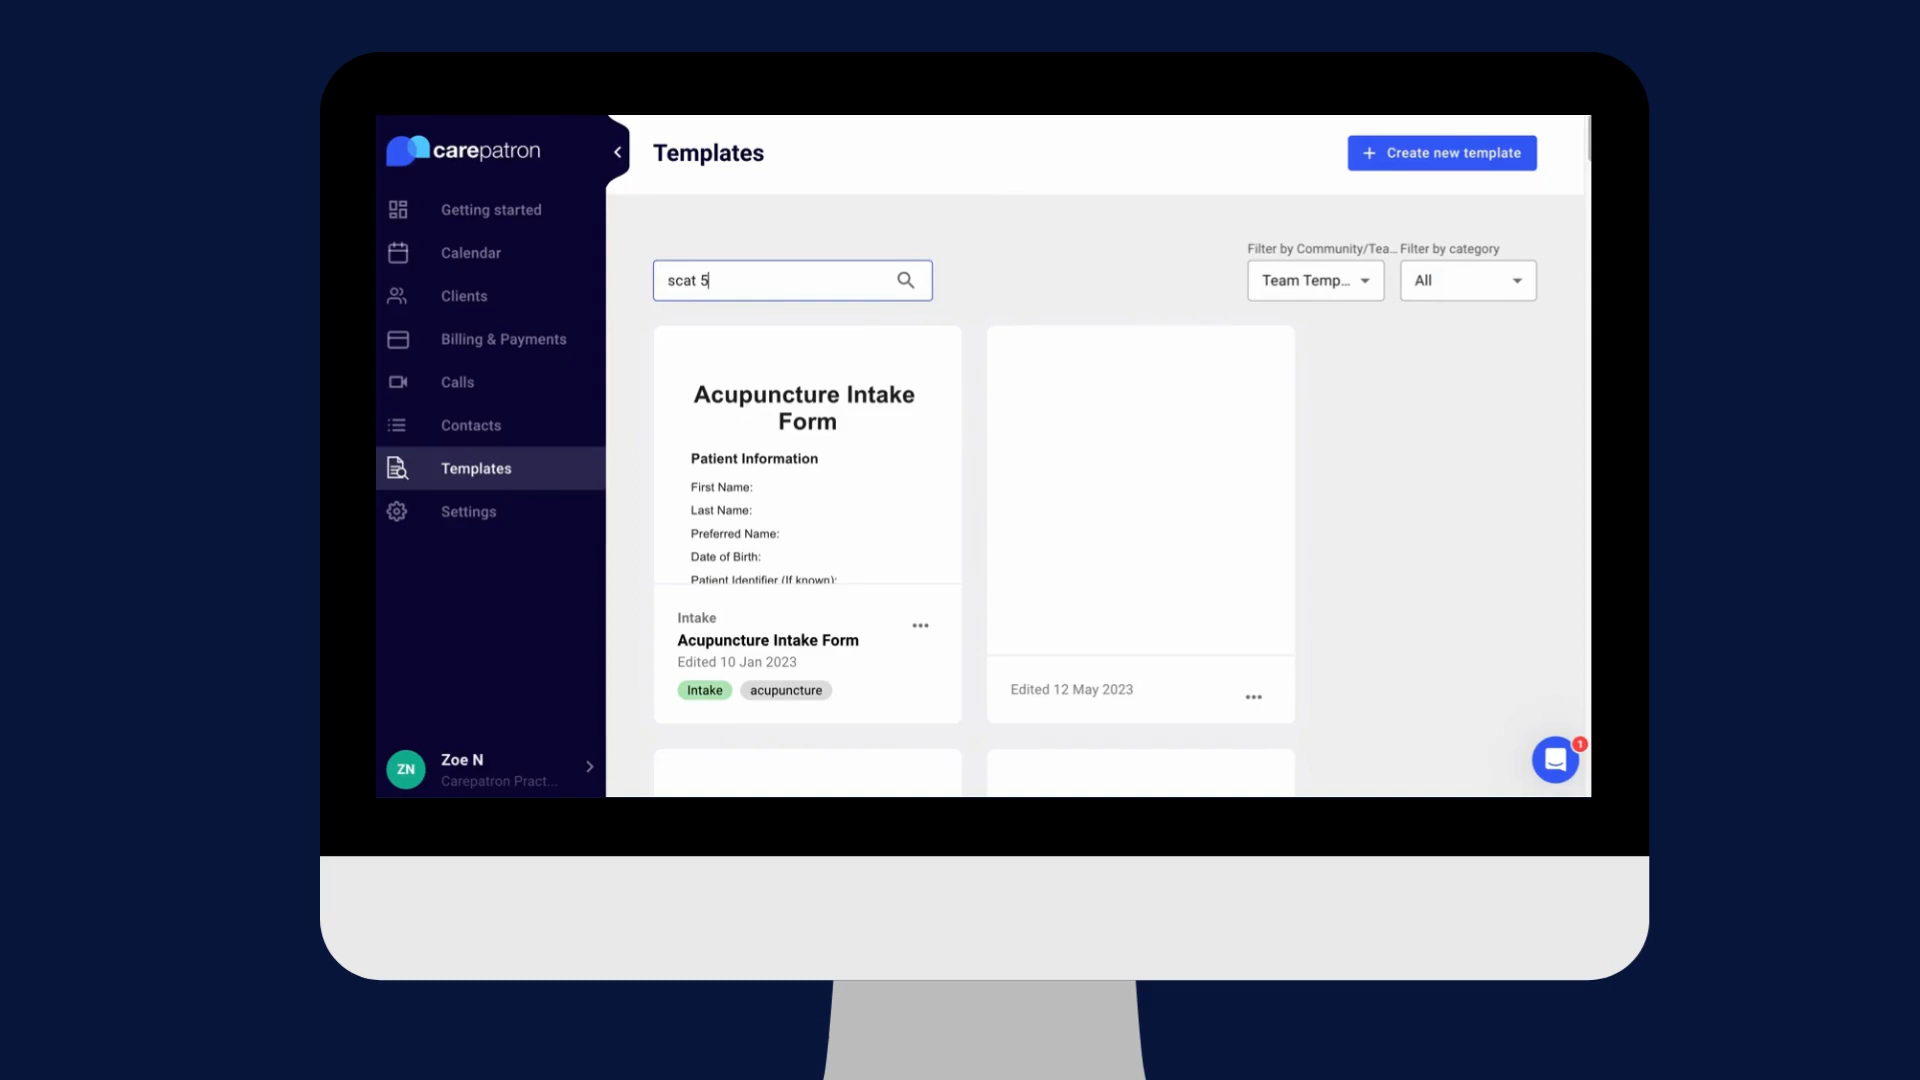 carepatron
Getting started
Calendar
Clients
Billing & Payments
Calls
Contacts
Templates
Settings
ZN
Zoe N
Carepatron Pract...
Templates
+ Create new template
scat 5
Filter by Community/Tea...
Team Temp...
Filter by category
All
Acupuncture Intake
Form
Patient Information
First Name:
Last Name:
Preferred Name:
Date of Birth:
Patient Identifier (If known):
Intake
Acupuncture Intake Form
Edited 10 Jan 2023
Intake
acupuncture
Edited 12 May 2023
1